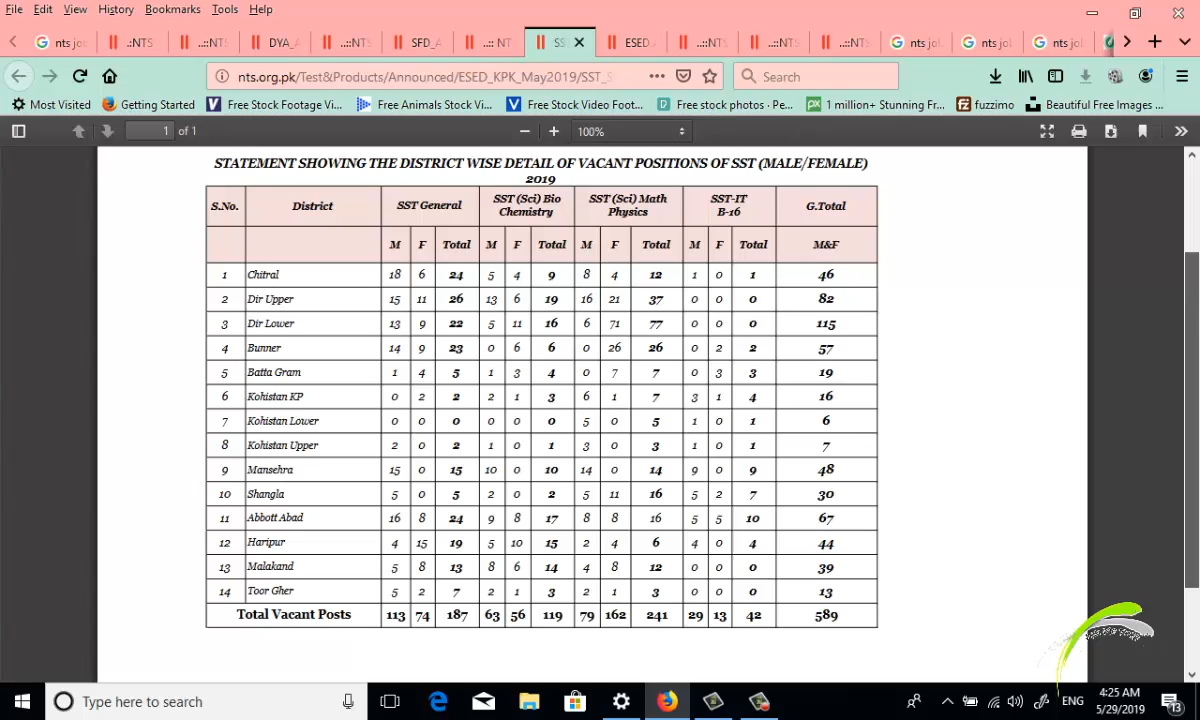 File Edit View History Bookmarks Tools Help
nts jol .:NTS ..::NTS DYA_A ..::NTS SFD_A ..:: NT SS ESED ..::NTS ..::NTS ..::NTS nts jol nts jol nts jol
nts.org.pk/Test&Products/Announced/ESED_KPK_May2019/SST_S Search
Most Visited Getting Started Free Stock Footage Vi... Free Animals Stock Vi... Free Stock Video Foot... Free stock photos · Pe... 1 million+ Stunning Fr... fuzzimo Beautiful Free Images ...
1 of 1 100%
STATEMENT SHOWING THE DISTRICT WISE DETAIL OF VACANT POSITIONS OF SST (MALE/FEMALE)
2019
S.No. District SST General SST (Sci) Bio Chemistry SST (Sci) Math Physics SST-IT B-16 G.Total
M F Total M F Total M F Total M F Total M&F
1 Chitral 18 6 24 5 4 9 8 4 12 1 0 1 46
2 Dir Upper 15 11 26 13 6 19 16 21 37 0 0 0 82
3 Dir Lower 13 9 22 5 11 16 6 71 77 0 0 0 115
4 Bunner 14 9 23 0 6 6 0 26 26 0 2 2 57
5 Batta Gram 1 4 5 1 3 4 0 7 7 0 3 3 19
6 Kohistan KP 0 2 2 2 1 3 6 1 7 3 1 4 16
7 Kohistan Lower 0 0 0 0 0 0 5 0 5 1 0 1 6
8 Kohistan Upper 2 0 2 1 0 1 3 0 3 1 0 1 7
9 Mansehra 15 0 15 10 0 10 14 0 14 9 0 9 48
10 Shangla 5 0 5 2 0 2 5 11 16 5 2 7 30
11 Abbott Abad 16 8 24 9 8 17 8 8 16 5 5 10 67
12 Haripur 4 15 19 5 10 15 2 4 6 4 0 4 44
13 Malakand 5 8 13 8 6 14 4 8 12 0 0 0 39
14 Toor Gher 5 2 7 2 1 3 2 1 3 0 0 0 13
Total Vacant Posts 113 74 187 63 56 119 79 162 241 29 13 42 589
Type here to search ENG 4:25 AM
5/29/2019 13